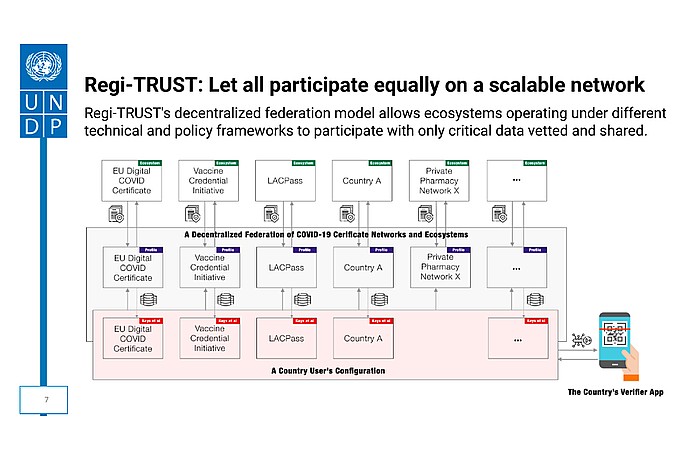 UN
DP
Regi-TRUST: Let all participate equally on a scalable network
Regi-TRUST's decentralized federation model allows ecosystems operating under different
technical and policy frameworks to participate with only critical data vetted and shared.
Ecosystem
EU Digital
COVID
Certificate
Ecosystem
Vaccine
Credential
Initiative
Ecosystem
LACPass
Ecosystem
Country A
Ecosystem
Private
Pharmacy
Network X
Ecosystem
...
A Decentralized Federation of COVID-19 Cerificate Networks and Ecosystems
Profile
EU Digital
COVID
Certificate
Profile
Vaccine
Credential
Initiative
Profile
LACPass
Profile
Country A
Profile
Private
Pharmacy
Network X
Profile
...
Keys et al
EU Digital
COVID
Certificate
Keys et al
Vaccine
Credential
Initiative
Keys et al
LACPass
Keys et al
Country A
Keys et al
...
A Country User's Configuration
The Country's Verifier App
7